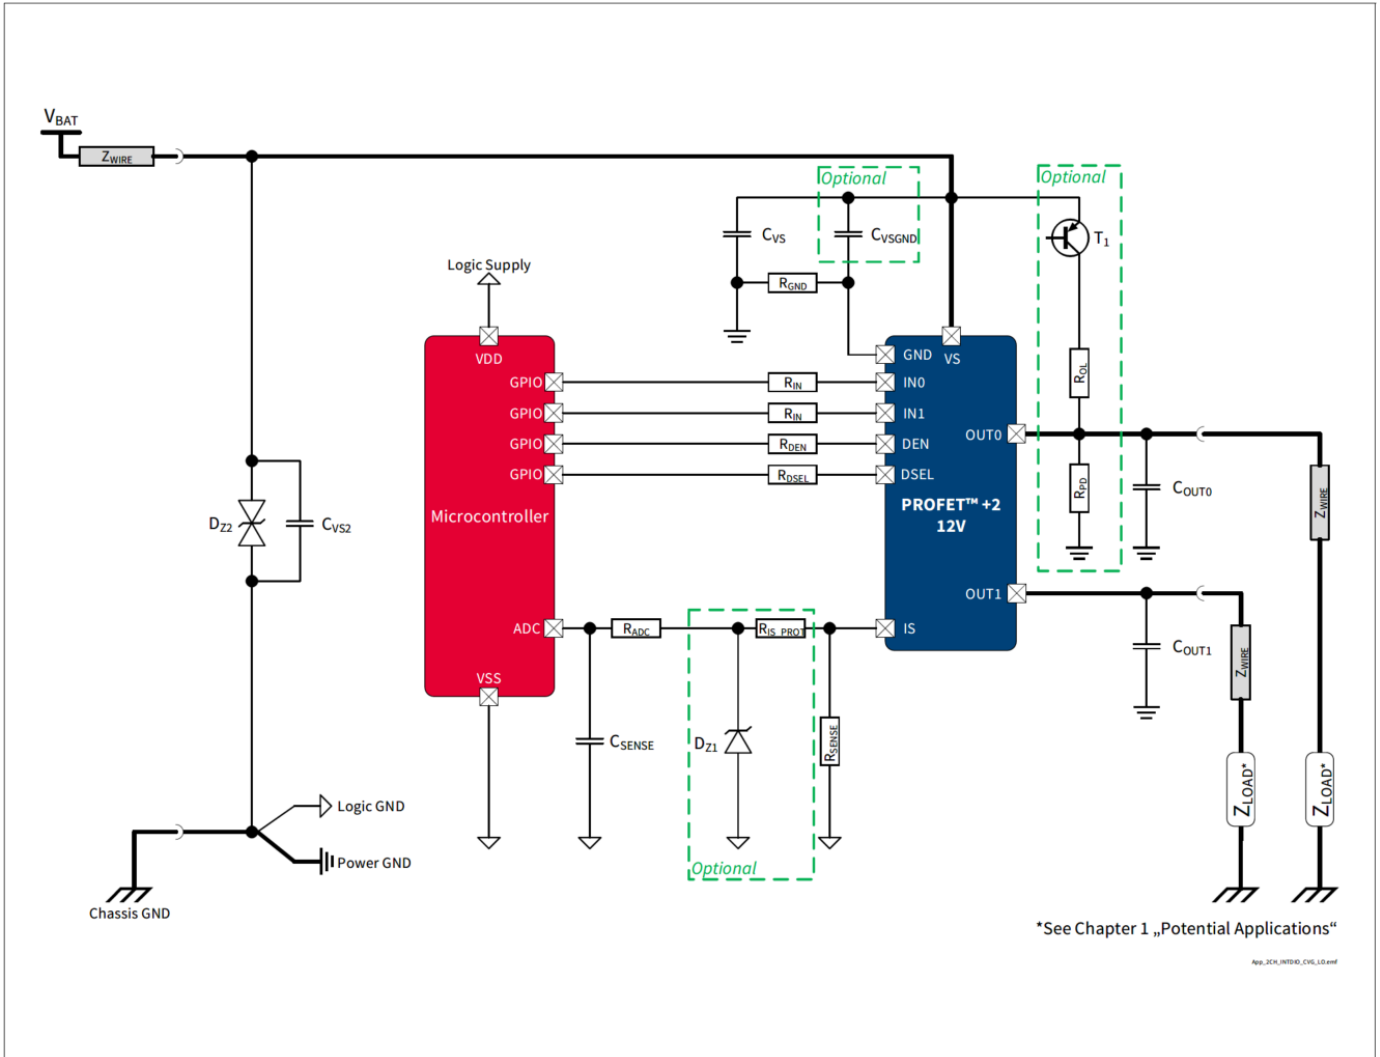 VBAT
ZWIRE
Optional
Optional
CVS
CVSGND
T1
RGND
Logic Supply
VDD
GND
VS
GPIO
RIN
IN0
ROL
GPIO
RIN
IN1
GPIO
RDEN
DEN
OUT0
GPIO
RDSEL
DSEL
RPD
COUT0
ZWIRE
Microcontroller
PROFET™ +2
12V
DZ2
CVS2
OUT1
ADC
RADC
RIS_PROT
IS
COUT1
ZWIRE
VSS
CSENSE
DZ1
RSENSE
ZLOAD*
ZLOAD*
Logic GND
Power GND
Optional
Chassis GND
*See Chapter 1 „Potential Applications“
App_2CH_INTDIO_CVG_LO.emf